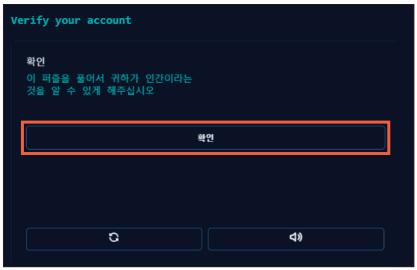 Verify your account
확인
이 퍼즐을 풀어서 귀하가 인간이라는
것을 알 수 있게 해주십시오
확인